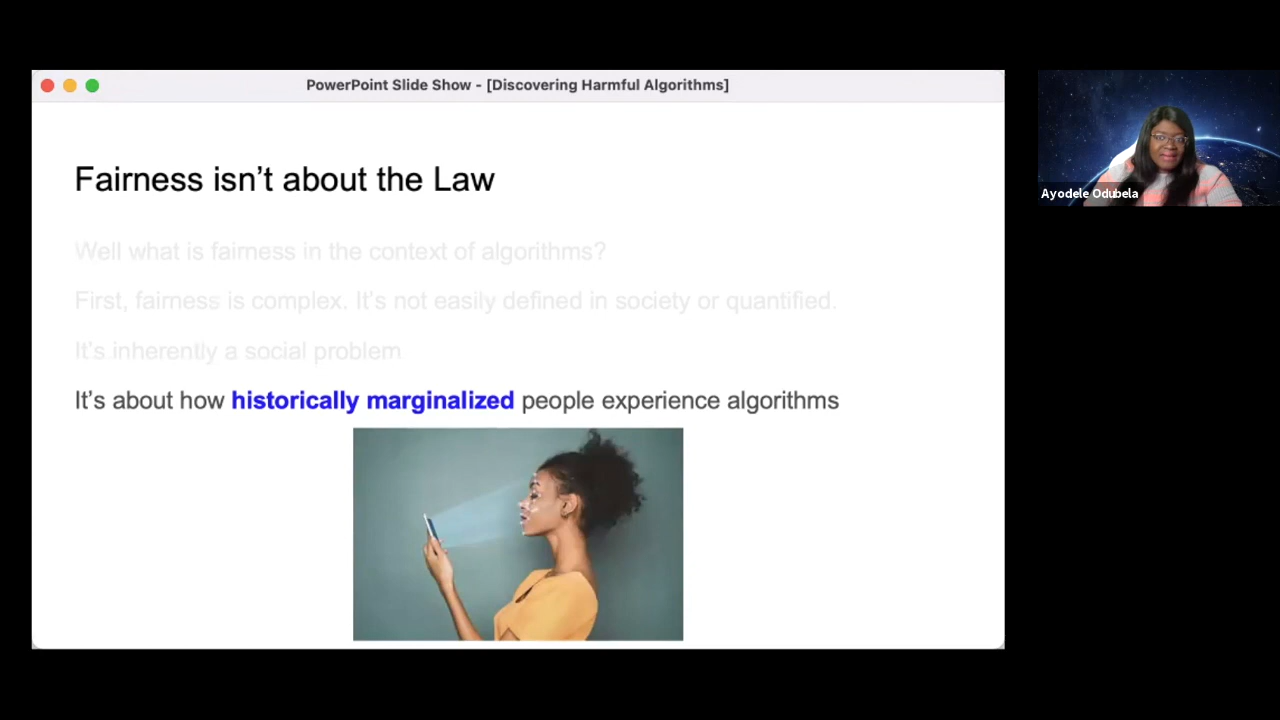 PowerPoint Slide Show - [Discovering Harmful Algorithms]
Fairness isn’t about the Law
Well what is fairness in the context of algorithms?
First, fairness is complex. It’s not easily defined in society or quantified.
It’s inherently a social problem
It’s about how historically marginalized people experience algorithms
Ayodele Odubela